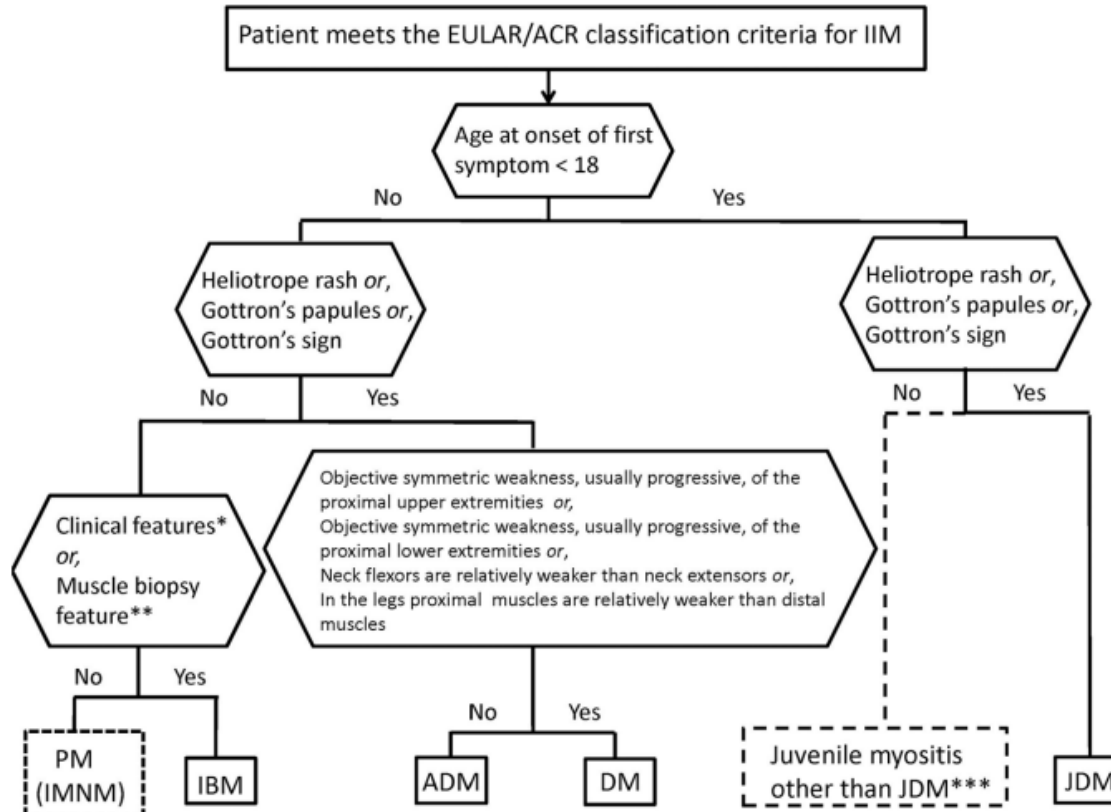 Patient meets the EULAR/ACR classification criteria for IIM
Age at onset of first
symptom < 18
No
Yes
Heliotrope rash or,
Gottron's papules or,
Gottron's sign
Heliotrope rash or,
Gottron's papules or,
Gottron's sign
No
Yes
No
Yes
Clinical features*
or,
Muscle biopsy
feature**
Objective symmetric weakness, usually progressive, of the
proximal upper extremities or,
Objective symmetric weakness, usually progressive, of the
proximal lower extremities or,
Neck flexors are relatively weaker than neck extensors or,
In the legs proximal muscles are relatively weaker than distal
muscles
No
Yes
No
Yes
PM
(IMNM)
IBM
ADM
DM
Juvenile myositis
other than JDM***
JDM